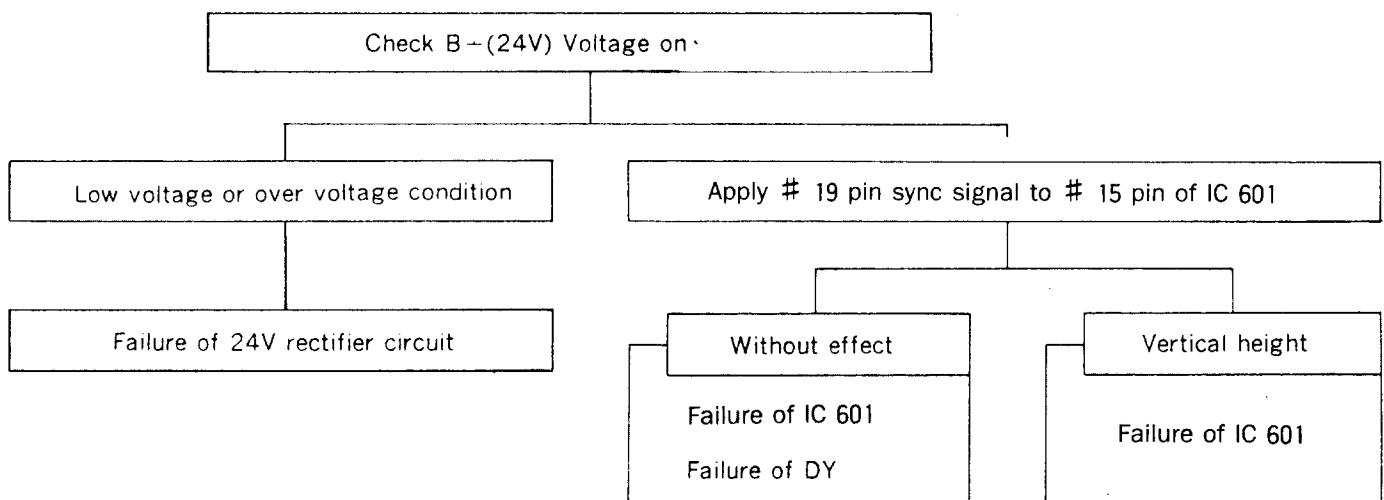 Check B-(24V) Voltage on
Low voltage or over voltage condition
Apply # 19 pin sync signal to # 15 pin of IC 601
Failure of 24V rectifier circuit
Without effect
Vertical height
Failure of IC 601
Failure of IC 601
Failure of DY